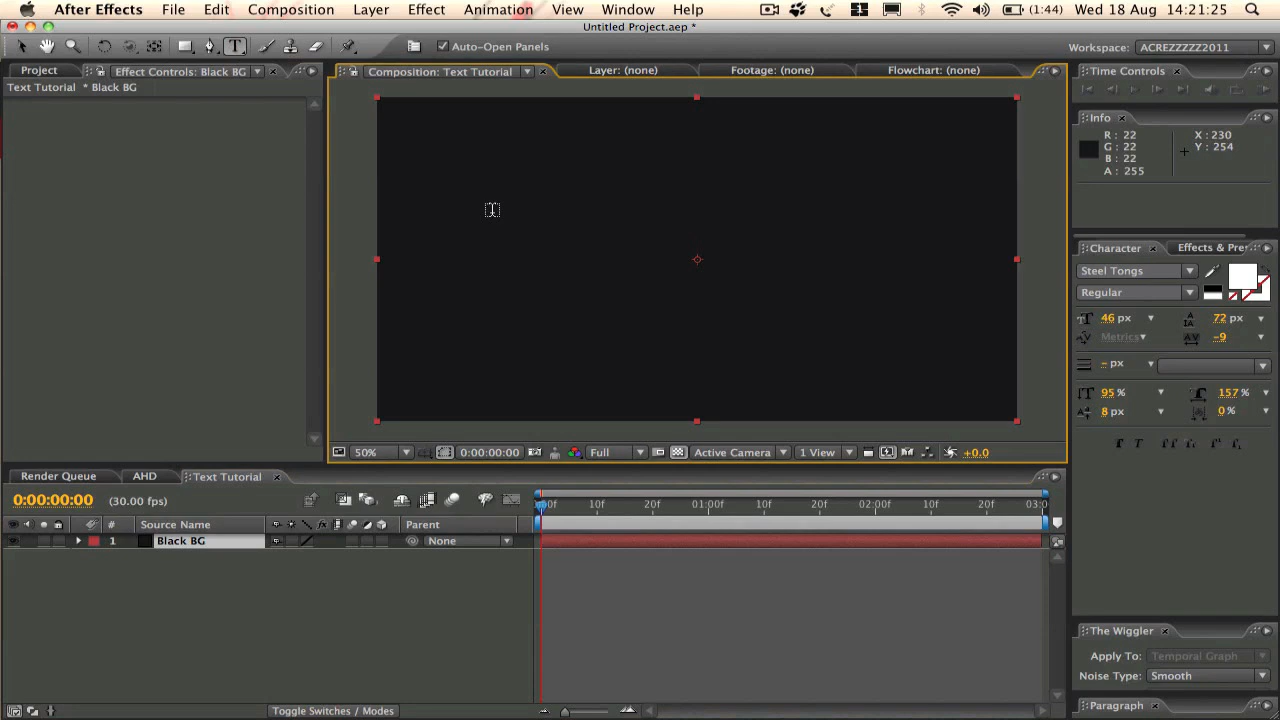 After Effects File Edit Composition Layer Effect Animation View Window Help (1:44) Wed 18 Aug 14:21:25
Untitled Project.aep *
T Auto-Open Panels Workspace: ACREZZZZZ2011
Project Effect Controls: Black BG Composition: Text Tutorial Layer: (none) Footage: (none) Flowchart: (none) Time Controls
Text Tutorial * Black BG
Info
R : 22 X : 230
G : 22 Y : 254
B : 22
A : 255
Character Effects & Pre
Steel Tongs
Regular
46 px 72 px
Metrics -9
- px
95 % 157 %
8 px 0 %
50% 0:00:00:00 Full Active Camera 1 View +0.0
Render Queue AHD Text Tutorial
0:00:00:00 (30.00 fps)
:00f 10f 20f 01:00f 10f 20f 02:00f 10f 20f 03:0
# Source Name Parent
1 Black BG None
The Wiggler
Apply To: Temporal Graph
Noise Type: Smooth
Paragraph
Toggle Switches / Modes